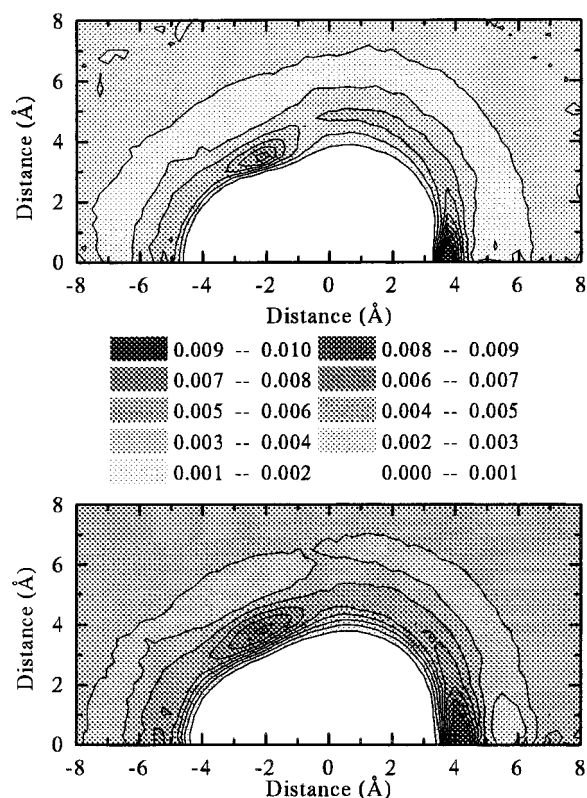 8
6
4
2
0
Distance (Å)
-8 -6 -4 -2 0 2 4 6 8
Distance (Å)
0.009 -- 0.010 0.008 -- 0.009
0.007 -- 0.008 0.006 -- 0.007
0.005 -- 0.006 0.004 -- 0.005
0.003 -- 0.004 0.002 -- 0.003
0.001 -- 0.002 0.000 -- 0.001
8
6
4
2
0
Distance (Å)
-8 -6 -4 -2 0 2 4 6 8
Distance (Å)